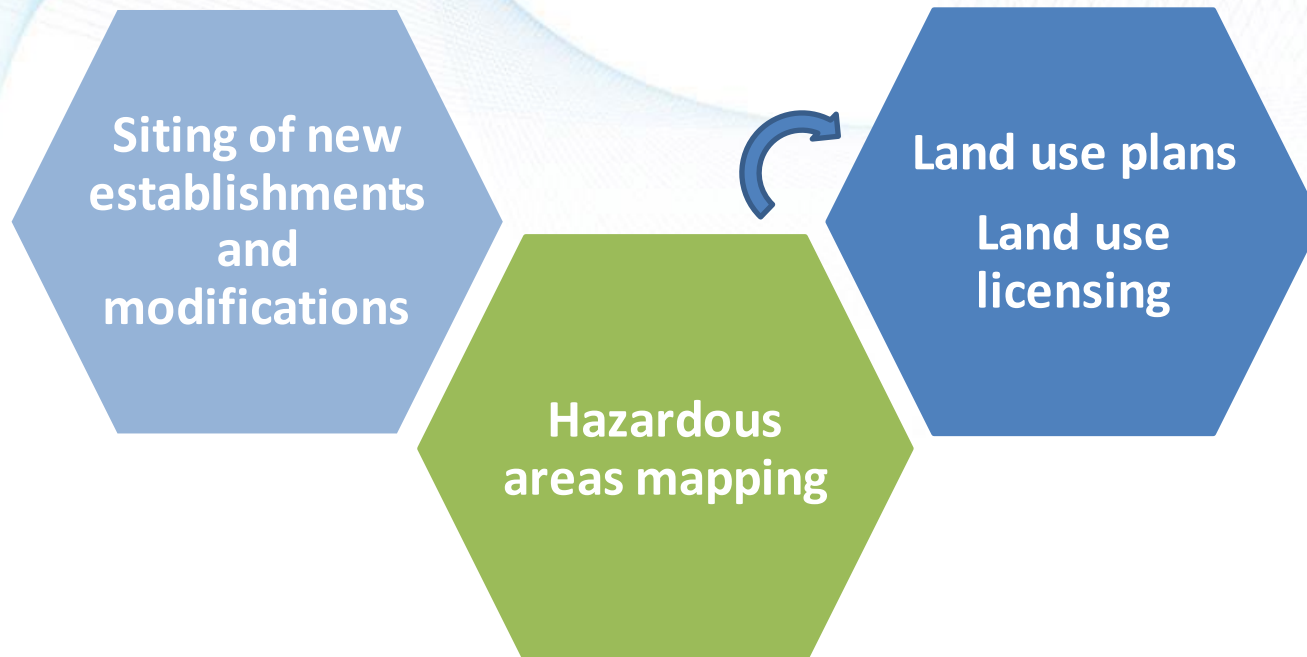 Siting of new
establishments
and
modifications
Land use plans
Land use
licensing
Hazardous
areas mapping